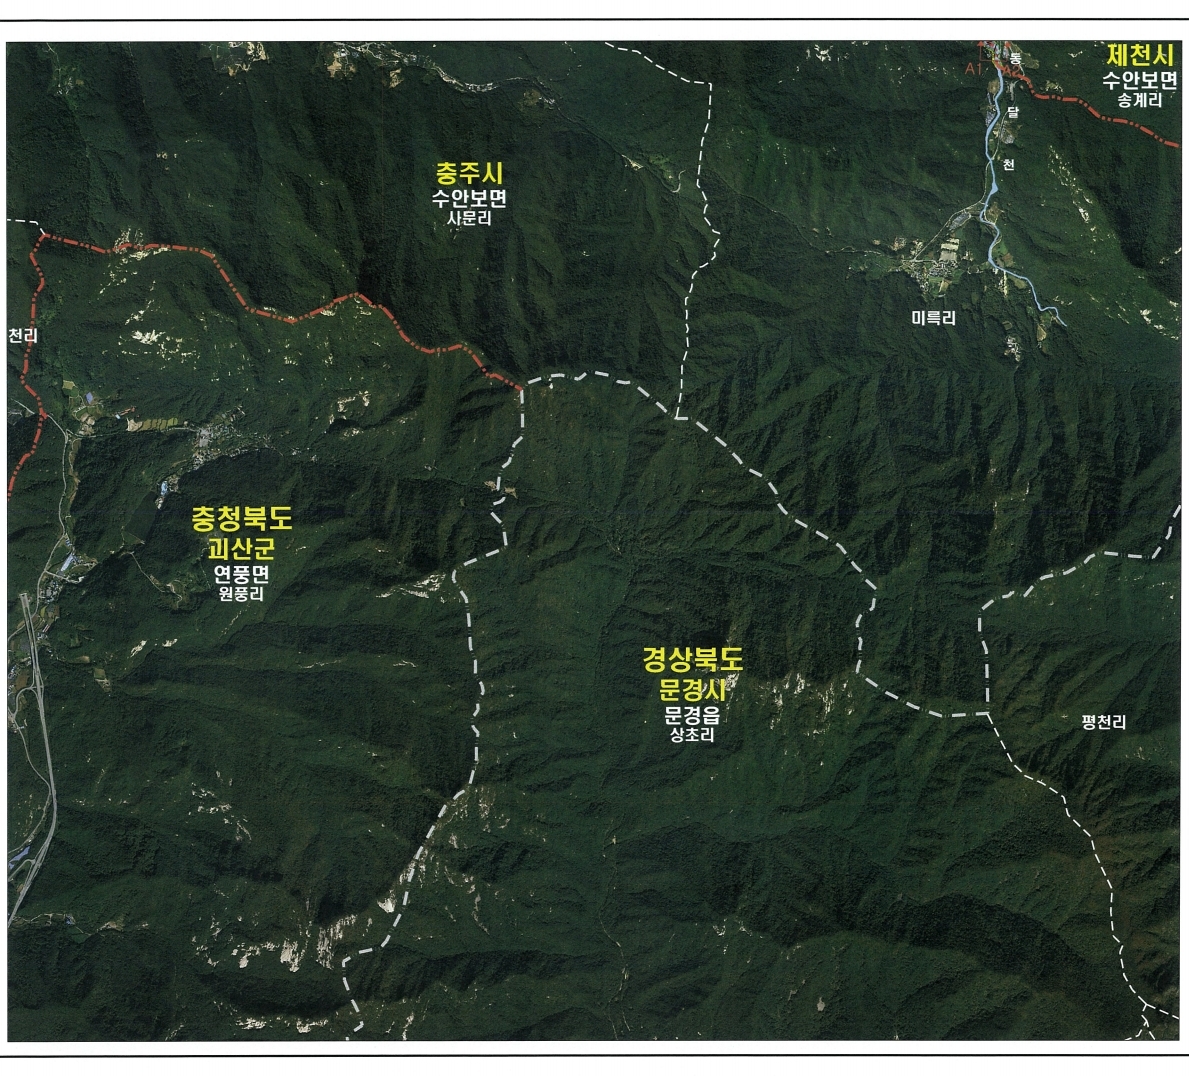 제천시
수안보면
송계리
A1
A2
동
달
천
충주시
수안보면
사문리
미륵리
천리
충청북도
괴산군
연풍면
원풍리
경상북도
문경시
문경읍
상초리
평천리